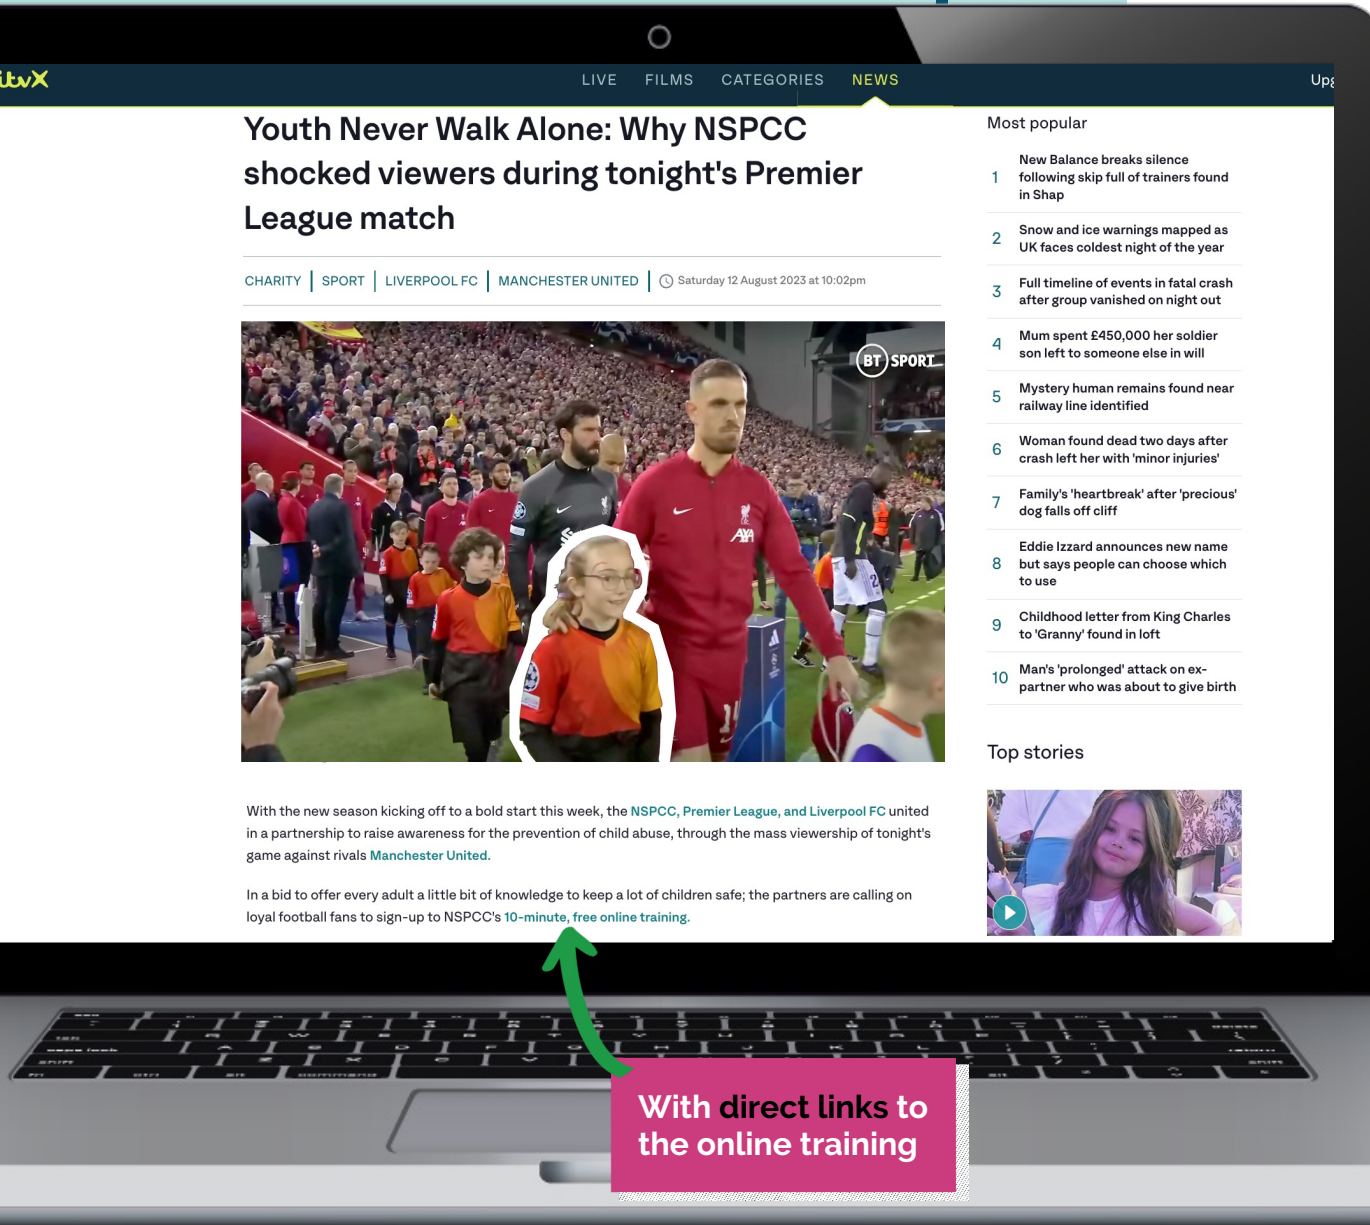 itvX
LIVE FILMS CATEGORIES NEWS
Youth Never Walk Alone: Why NSPCC
shocked viewers during tonight's Premier
League match
CHARITY | SPORT | LIVERPOOL FC | MANCHESTER UNITED | Saturday 12 August 2023 at 10:02pm
BT SPORT
AXA
14
With the new season kicking off to a bold start this week, the NSPCC, Premier League, and Liverpool FC united
in a partnership to raise awareness for the prevention of child abuse, through the mass viewership of tonight's
game against rivals Manchester United.
In a bid to offer every adult a little bit of knowledge to keep a lot of children safe; the partners are calling on
loyal football fans to sign-up to NSPCC's 10-minute, free online training.
Most popular
1 New Balance breaks silence
following skip full of trainers found
in Shap
2 Snow and ice warnings mapped as
UK faces coldest night of the year
3 Full timeline of events in fatal crash
after group vanished on night out
4 Mum spent £450,000 her soldier
son left to someone else in will
5 Mystery human remains found near
railway line identified
6 Woman found dead two days after
crash left her with 'minor injuries'
7 Family's 'heartbreak' after 'precious'
dog falls off cliff
8 Eddie Izzard announces new name
but says people can choose which
to use
9 Childhood letter from King Charles
to 'Granny' found in loft
10 Man's 'prolonged' attack on ex-
partner who was about to give birth
Top stories
With direct links to
the online training